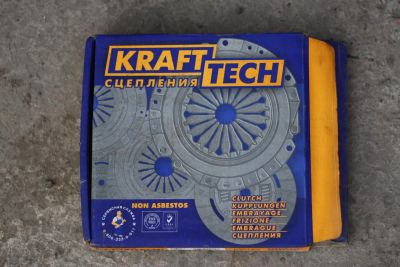 KRAFT
TECH
СЦЕПЛЕНИЯ
NON ASBESTOS
CLUTCH
KUPPLUNGEN
EMBRAYAGE
FRIZIONE
EMBRAGUE
СЦЕПЛЕНИЯ